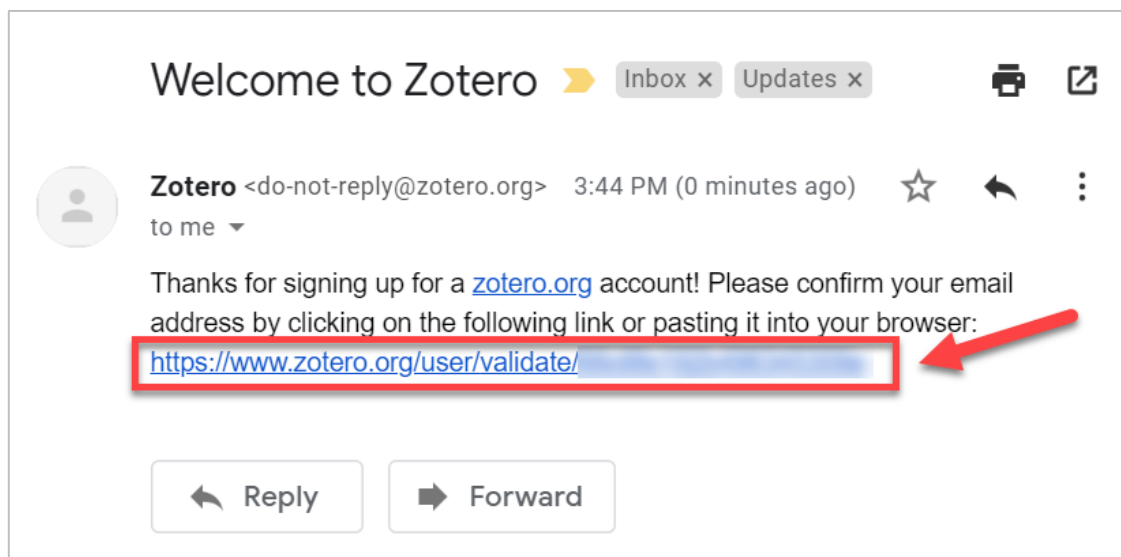 Welcome to Zotero Inbox × Updates ×
Zotero <do-not-reply@zotero.org> 3:44 PM (0 minutes ago)
to me
Thanks for signing up for a zotero.org account! Please confirm your email
address by clicking on the following link or pasting it into your browser:
https://www.zotero.org/user/validate/
Reply Forward